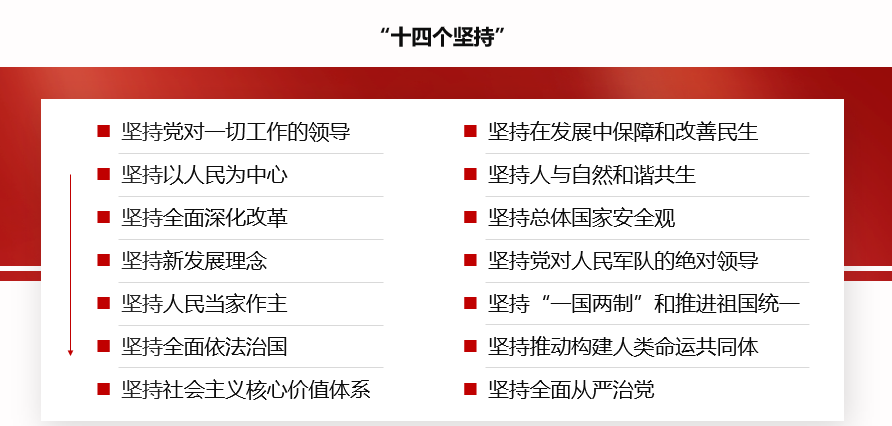 “十四个坚持”
坚持党对一切工作的领导
坚持以人民为中心
坚持全面深化改革
坚持新发展理念
坚持人民当家作主
坚持全面依法治国
坚持社会主义核心价值体系
坚持在发展中保障和改善民生
坚持人与自然和谐共生
坚持总体国家安全观
坚持党对人民军队的绝对领导
坚持“一国两制”和推进祖国统一
坚持推动构建人类命运共同体
坚持全面从严治党